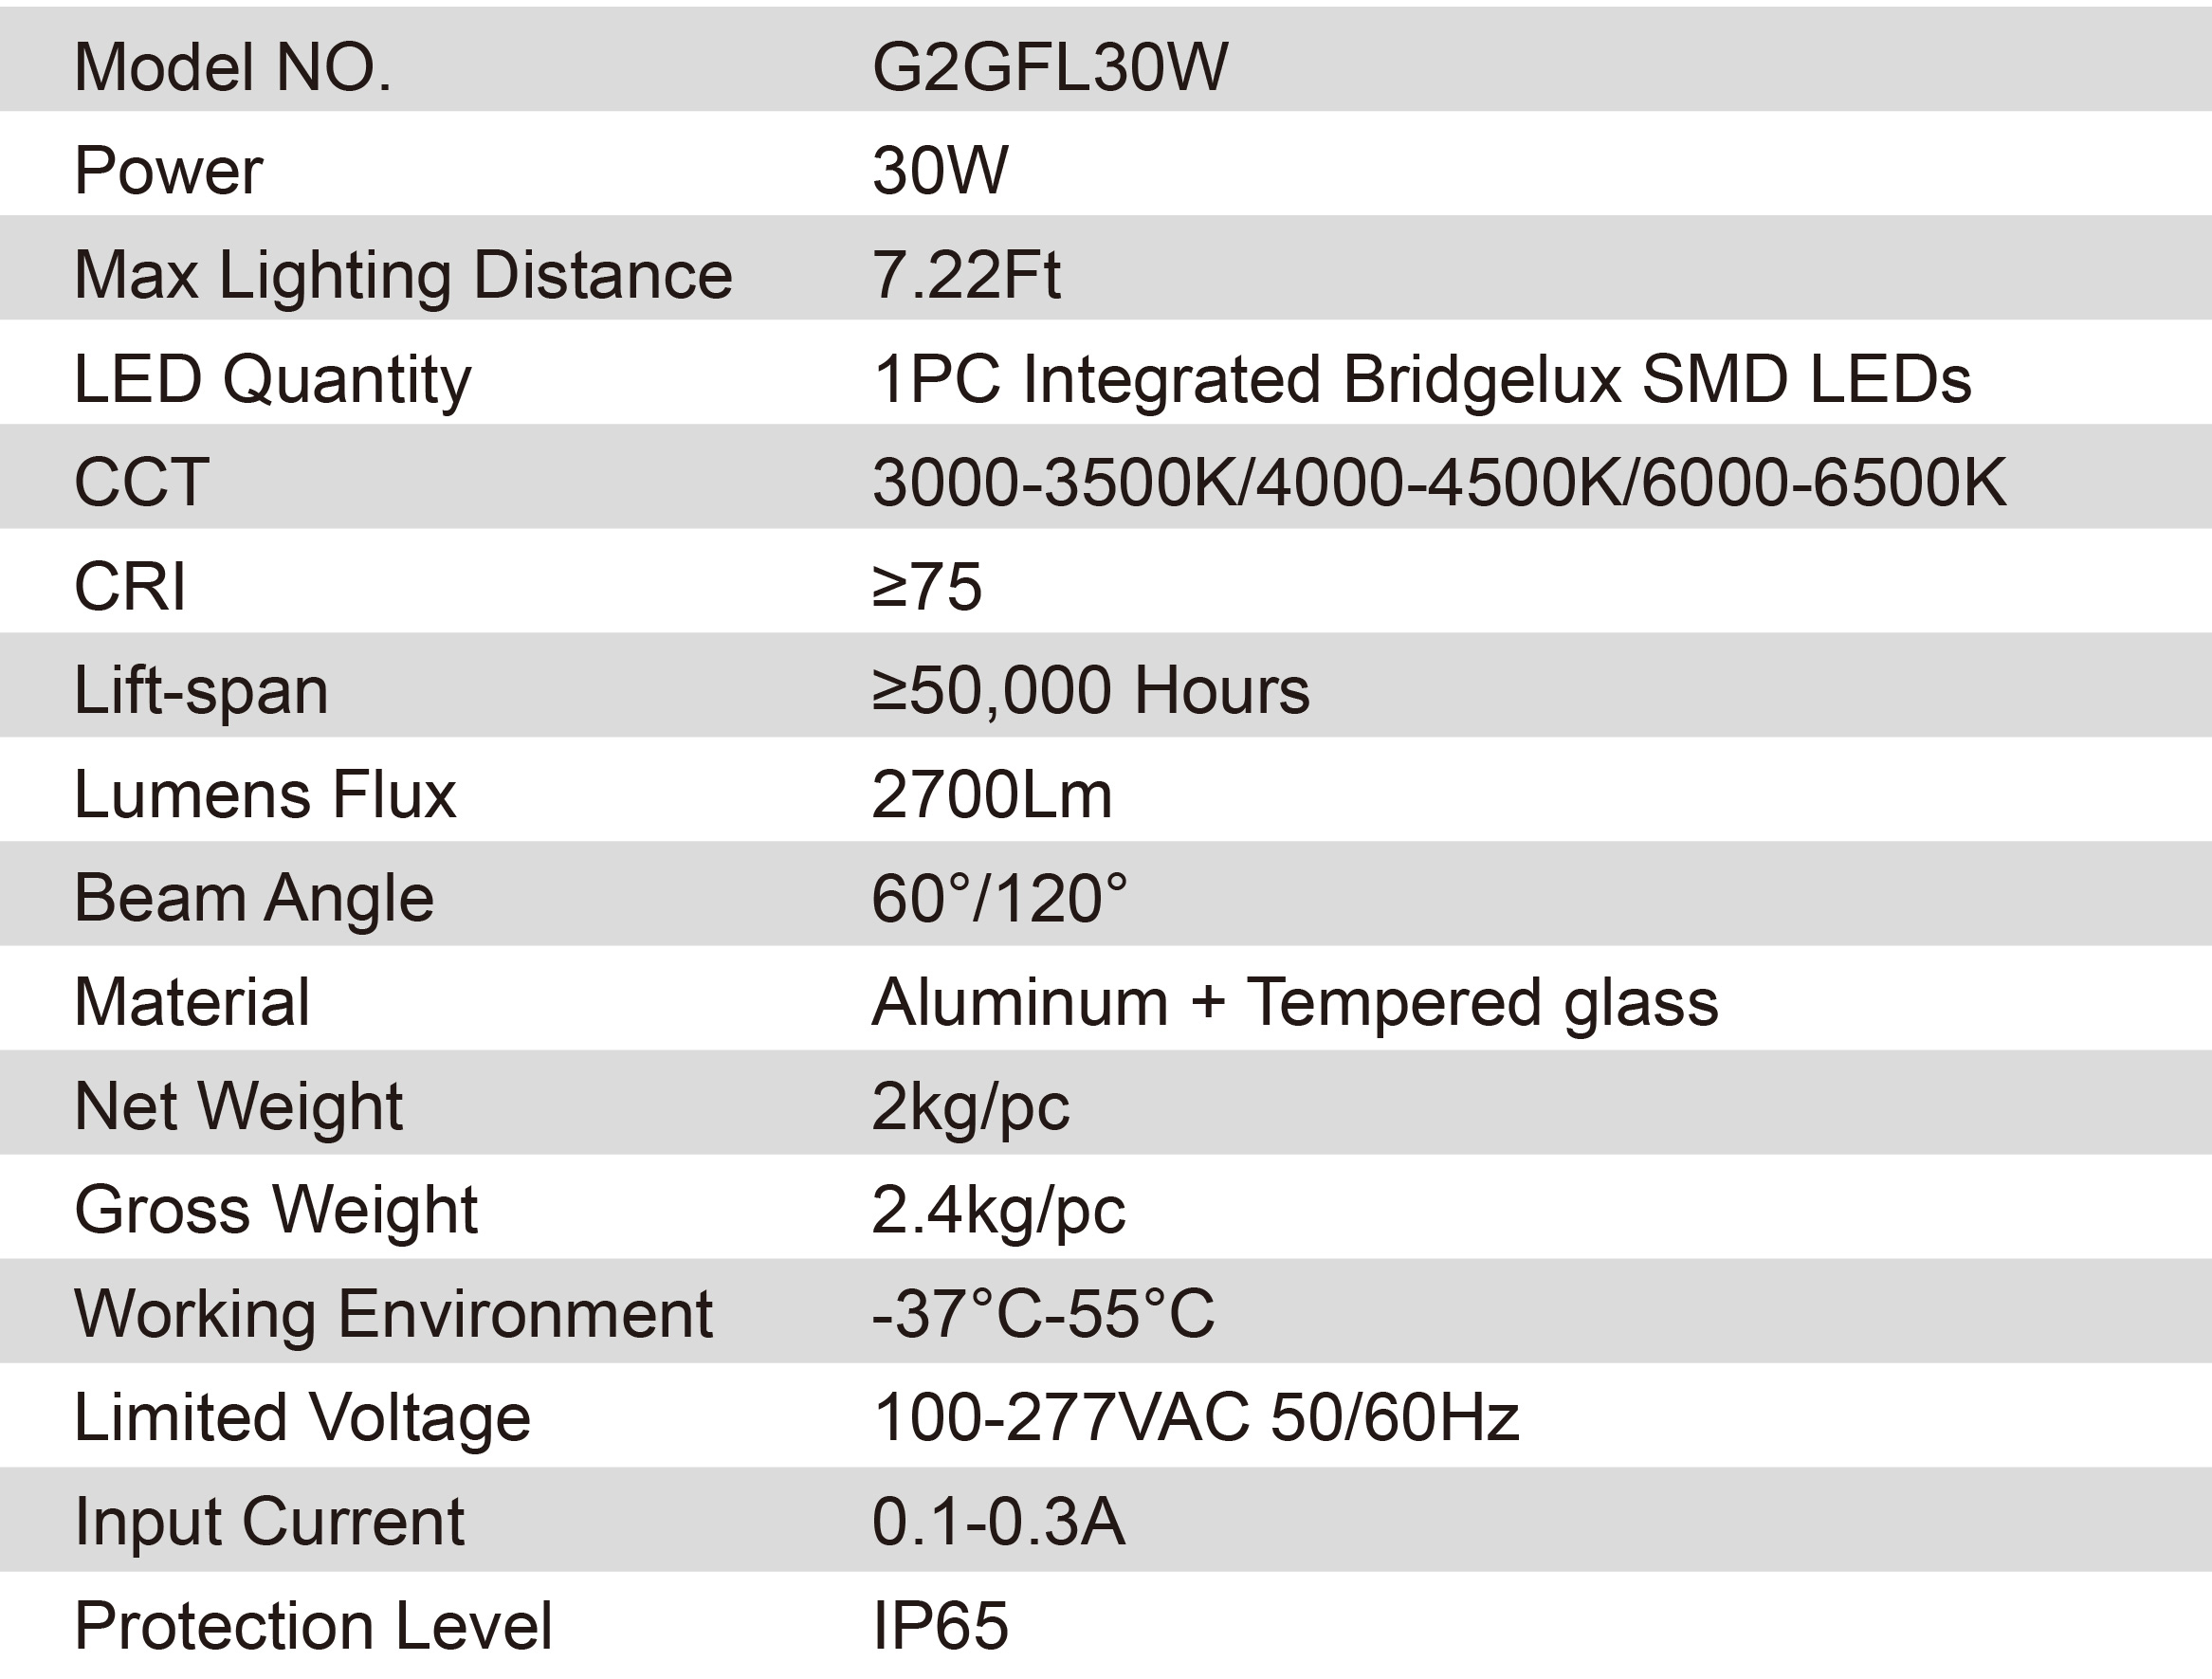 Model NO. G2GFL30W
Power 30W
Max Lighting Distance 7.22Ft
LED Quantity 1PC Integrated Bridgelux SMD LEDs
CCT 3000-3500K/4000-4500K/6000-6500K
CRI ≥75
Lift-span ≥50,000 Hours
Lumens Flux 2700Lm
Beam Angle 60°/120°
Material Aluminum + Tempered glass
Net Weight 2kg/pc
Gross Weight 2.4kg/pc
Working Environment -37°C-55°C
Limited Voltage 100-277VAC 50/60Hz
Input Current 0.1-0.3A
Protection Level IP65